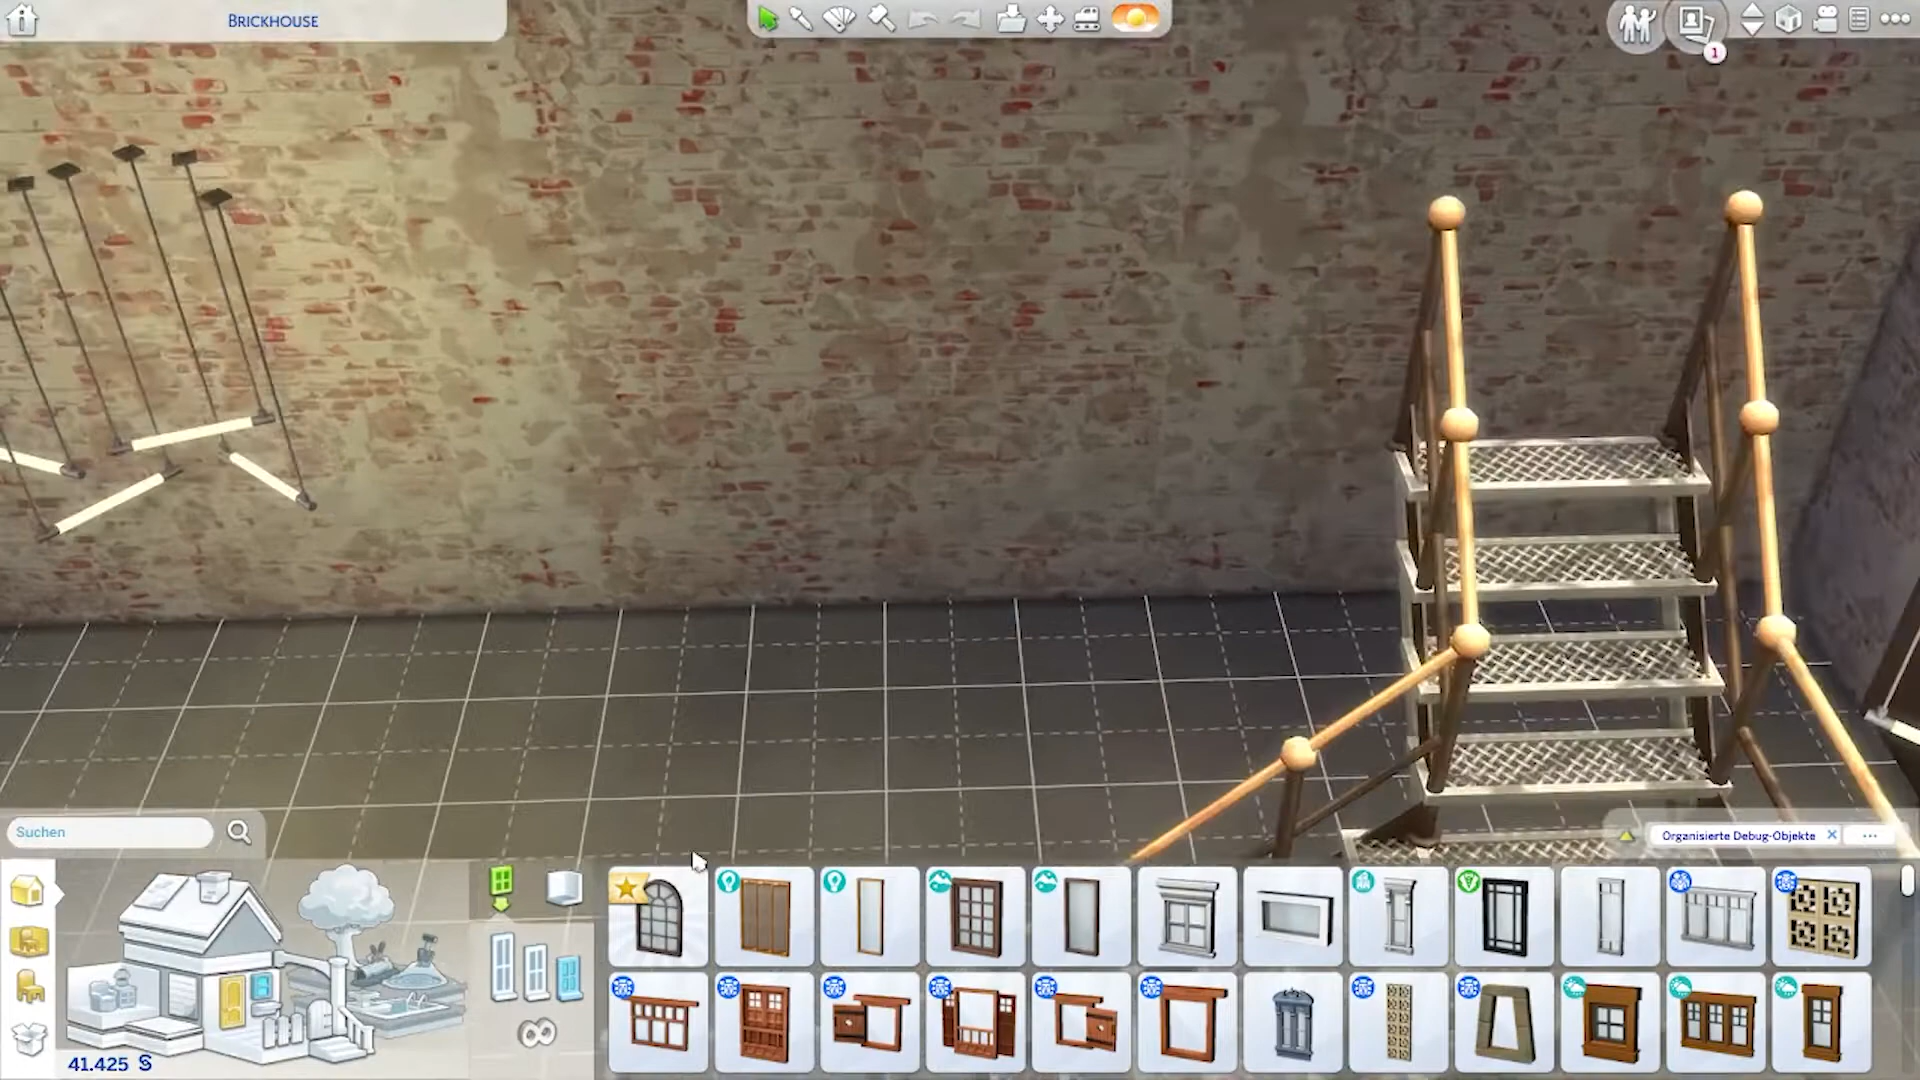 BRICKHOUSE
1
Suchen
Organisierte Debug-Objekte
41.425 S